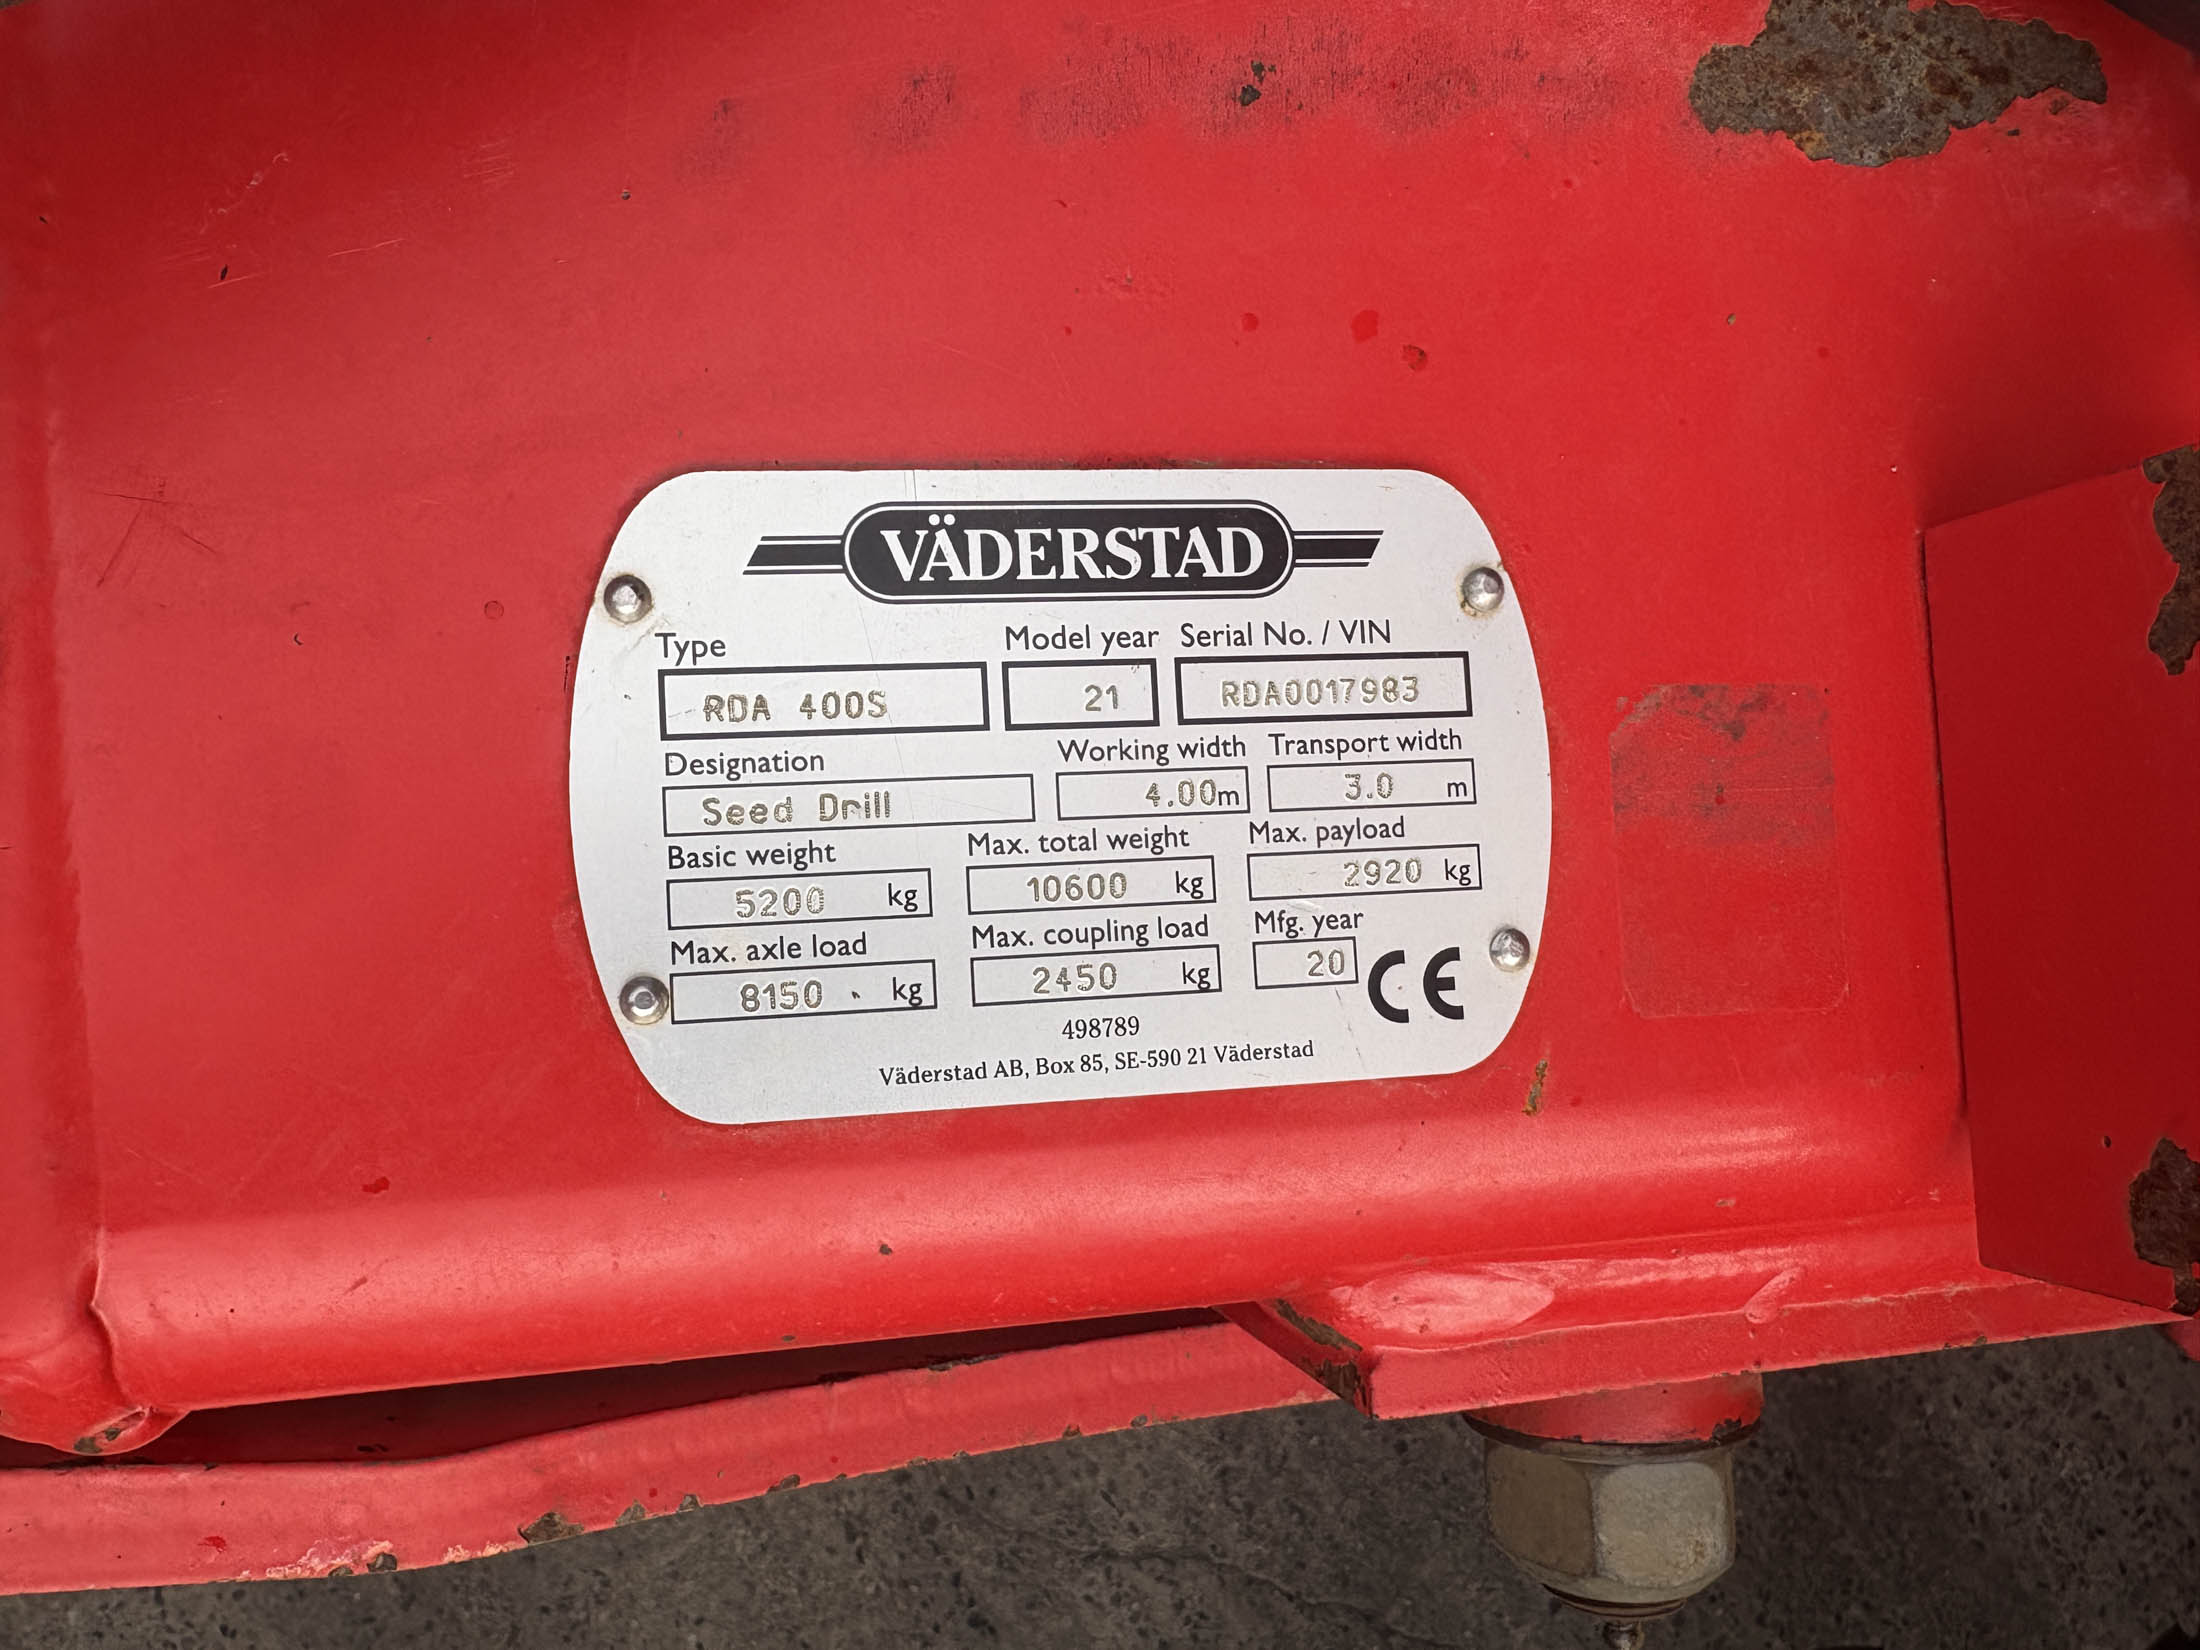 VÄDERSTAD
Type Model year Serial No. / VIN
RDA 400S 21 RDA0017983
Designation Working width Transport width
Seed Drill 4.00m 3.0 m
Basic weight Max. total weight Max. payload
5200 kg 10600 kg 2920 kg
Max. axle load Max. coupling load Mfg. year
8150 kg 2450 kg 20 CE
498789
Väderstad AB, Box 85, SE-590 21 Väderstad